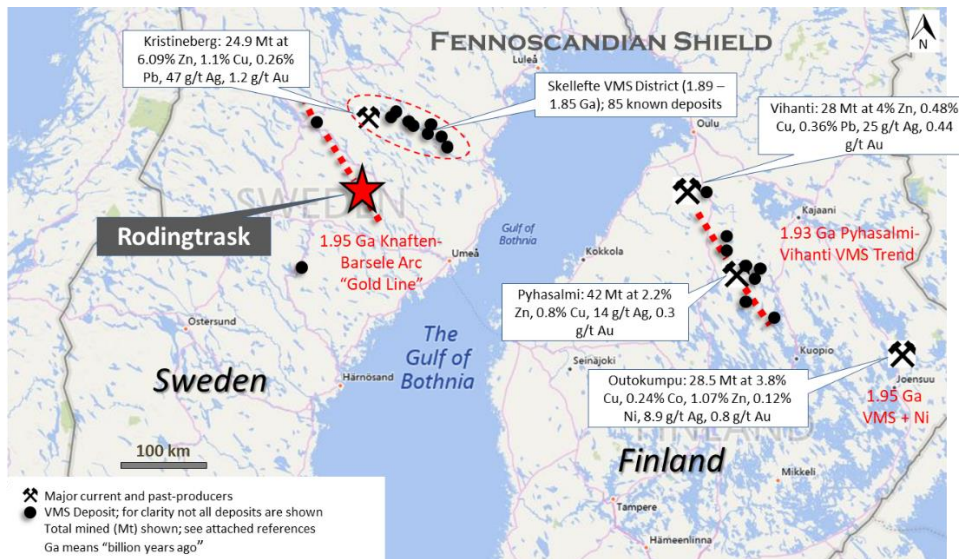 FENNOSCANDIAN SHIELD
N
Kristineberg: 24.9 Mt at
6.09% Zn, 1.1% Cu, 0.26%
Pb, 47 g/t Ag, 1.2 g/t Au
Luleå
Skellefte VMS District (1.89 –
1.85 Ga); 85 known deposits
Vihanti: 28 Mt at 4% Zn, 0.48%
Cu, 0.36% Pb, 25 g/t Ag, 0.44
g/t Au
Oulu
SWEDEN
Rodingtrask
1.95 Ga Knaften-
Barsele Arc
"Gold Line"
Umeå
Gulf of
Bothnia
Kokkola
Kajaani
1.93 Ga Pyhasalmi-
Vihanti VMS Trend
Pyhasalmi: 42 Mt at 2.2%
Zn, 0.8% Cu, 14 g/t Ag, 0.3
g/t Au
Ostersund
The
Gulf of
Bothnia
Sweden
Härnösand
Seinäjoki
Kuopio
Outokumpu: 28.5 Mt at 3.8%
Cu, 0.24% Co, 1.07% Zn, 0.12%
Ni, 8.9 g/t Ag, 0.8 g/t Au
Joensuu
1.95 Ga
VMS + Ni
FINLAND
Finland
100 km
Mikkeli
Tampere
Hämeenlinna
Major current and past-producers
VMS Deposit; for clarity not all deposits are shown
Total mined (Mt) shown; see attached references
Ga means "billion years ago"